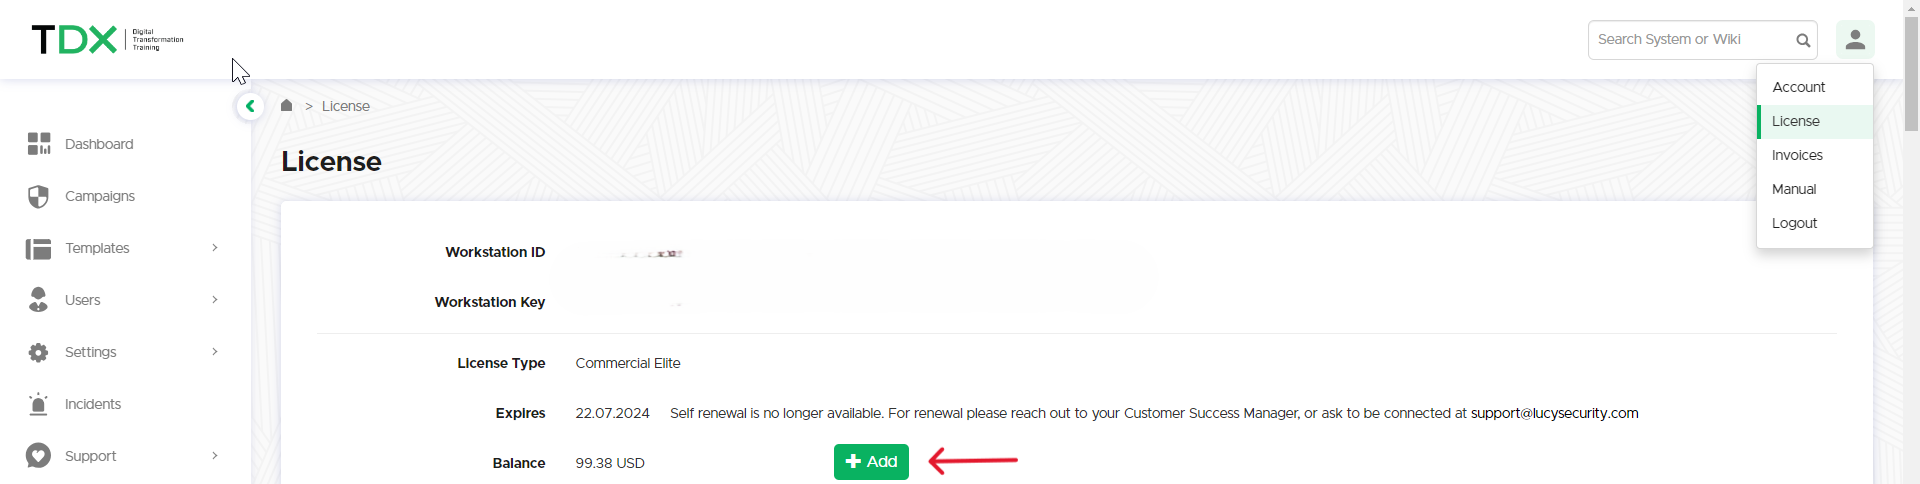 TDX
Digital
Transformation
Training
Search System or Wiki
Account
License
Invoices
Manual
Logout
> License
License
Dashboard
Campaigns
Templates
Users
Settings
Incidents
Support
Workstation ID
Workstation Key
License Type Commercial Elite
Expires 22.07.2024 Self renewal is no longer available. For renewal please reach out to your Customer Success Manager, or ask to be connected at support@lucysecurity.com
Balance 99.38 USD + Add